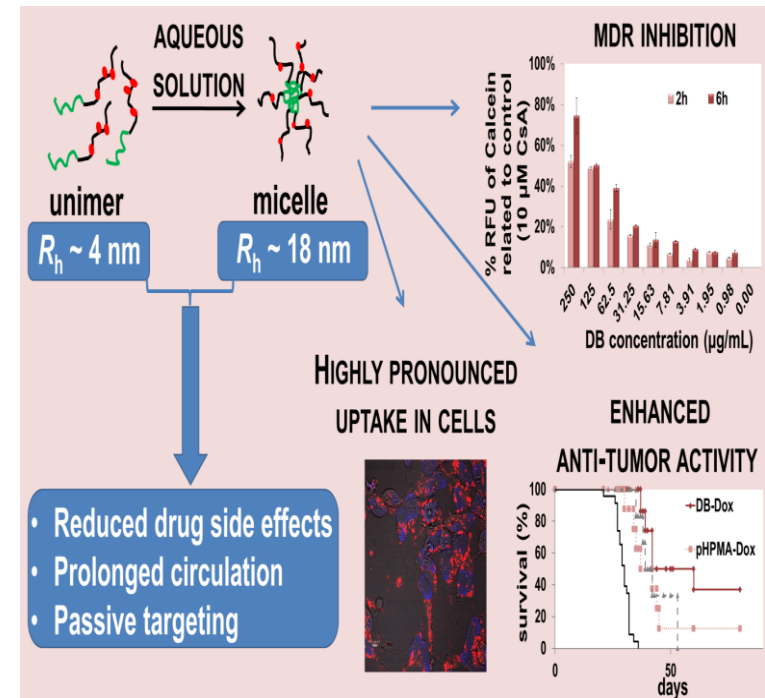 AQUEOUS
SOLUTION
unimer
micelle
Rh ~ 4 nm
Rh ~ 18 nm
• Reduced drug side effects
• Prolonged circulation
• Passive targeting
MDR INHIBITION
% RFU of Calcein
related to control
(10 µM CsA)
100%
80%
60%
40%
20%
0%
2h
6h
250
125
62.5
31.25
15.63
7.81
3.91
1.95
0.98
0.00
DB concentration (µg/mL)
HIGHLY PRONOUNCED
UPTAKE IN CELLS
ENHANCED
ANTI-TUMOR ACTIVITY
survival (%)
100
80
60
40
20
0
DB-Dox
pHPMA-Dox
0
50
days